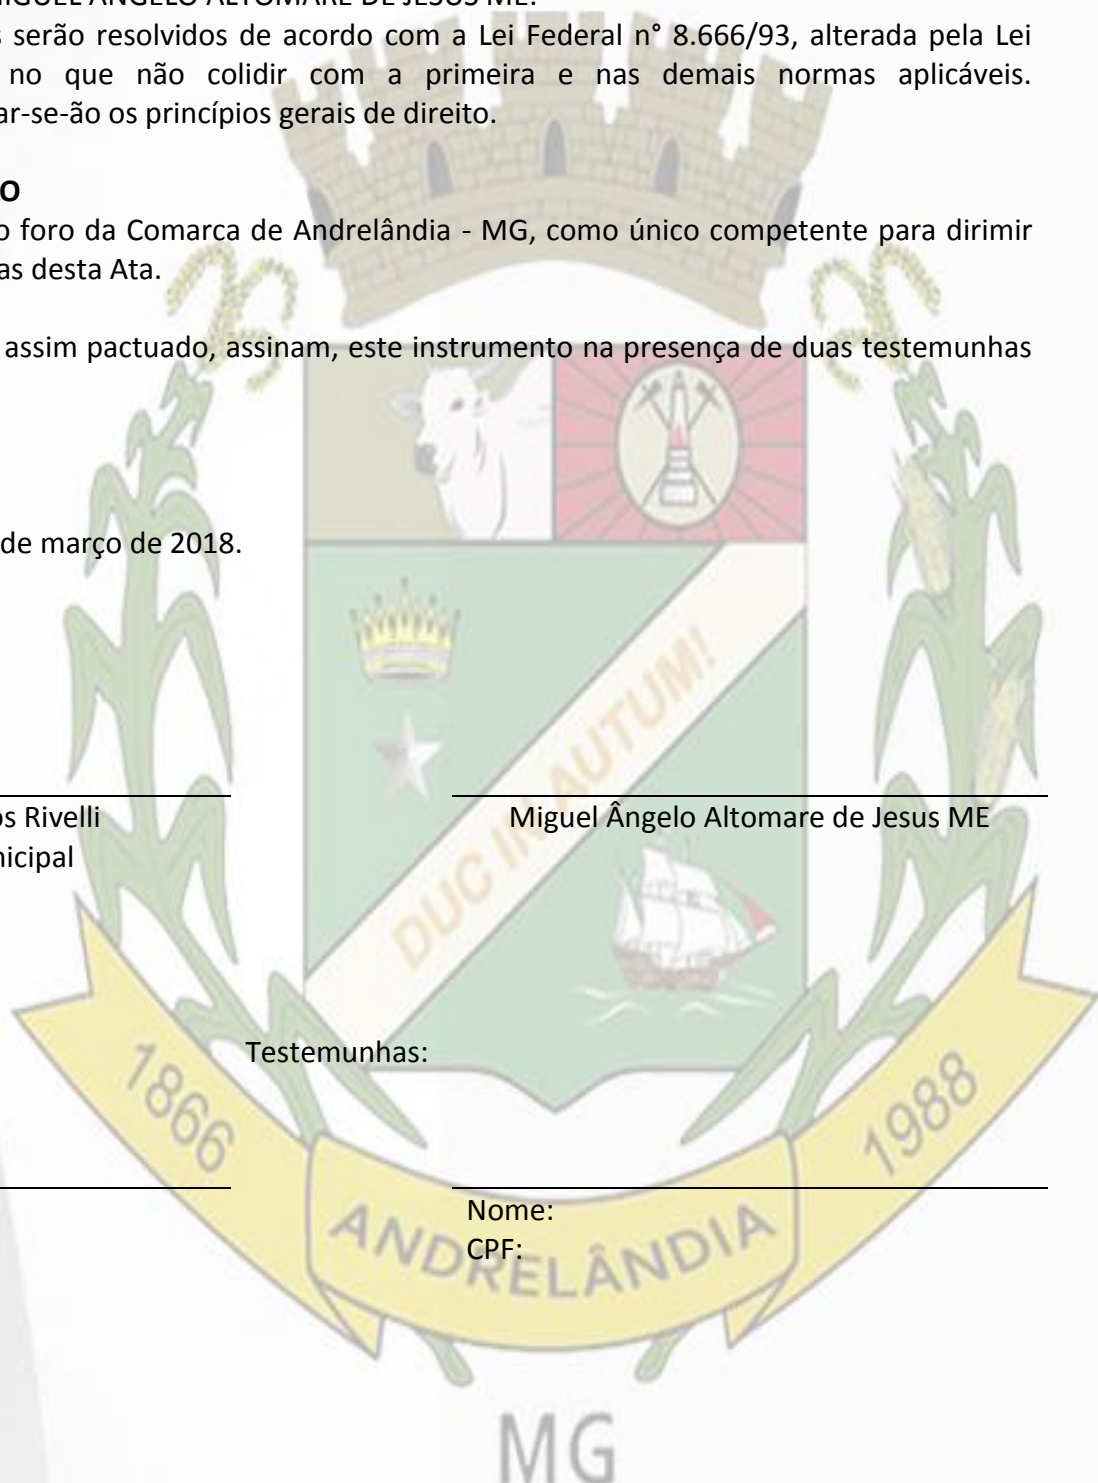 MIGUEL ÂNGELO ALTOMARE DE JESUS ME.
serão resolvidos de acordo com a Lei Federal n° 8.666/93, alterada pela Lei
no que não colidir com a primeira e nas demais normas aplicáveis.
ar-se-ão os princípios gerais de direito.
O
o foro da Comarca de Andrelândia - MG, como único competente para dirimir
as desta Ata.
assim pactuado, assinam, este instrumento na presença de duas testemunhas
de março de 2018.
os Rivelli
nicipal
Miguel Ângelo Altomare de Jesus ME
DUC IN AUTUM!
Testemunhas:
1866
1988
Nome:
CPF:
ANDRELÂNDIA
MG